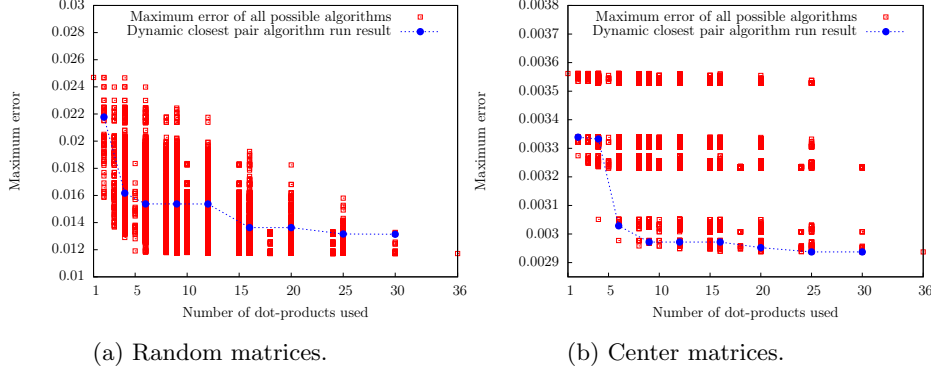 Maximum error of all possible algorithms
Dynamic closest pair algorithm run result
0.03
0.028
0.026
0.024
0.022
0.02
0.018
0.016
0.014
0.012
0.01
Maximum error
1 5 10 15 20 25 30 36
Number of dot-products used
(a) Random matrices.
Maximum error of all possible algorithms
Dynamic closest pair algorithm run result
0.0038
0.0037
0.0036
0.0035
0.0034
0.0033
0.0032
0.0031
0.003
0.0029
Maximum error
1 5 10 15 20 25 30 36
Number of dot-products used
(b) Center matrices.